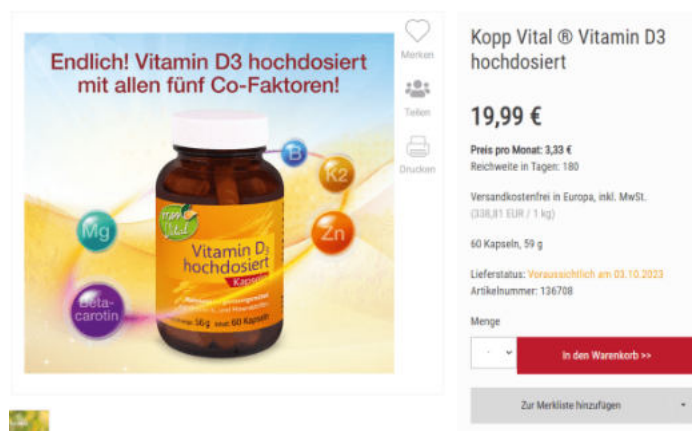 Endlich! Vitamin D3 hochdosiert
mit allen fünf Co-Faktoren!
B
K2
Mg
Zn
Beta-
carotin
Vital
Vitamin D3
hochdosiert
Kapseln
56g
60 Kapseln
Merken
Teilen
Drucken
Kopp Vital ® Vitamin D3
hochdosiert
19,99 €
Preis pro Monat: 3,33 €
Reichweite in Tagen: 180
Versandkostenfrei in Europa, inkl. MwSt.
(338,81 EUR / 1 kg)
60 Kapseln, 59 g
Lieferstatus: Voraussichtlich am 03.10.2023
Artikelnummer: 136708
Menge
In den Warenkorb >>
Zur Merkliste hinzufügen